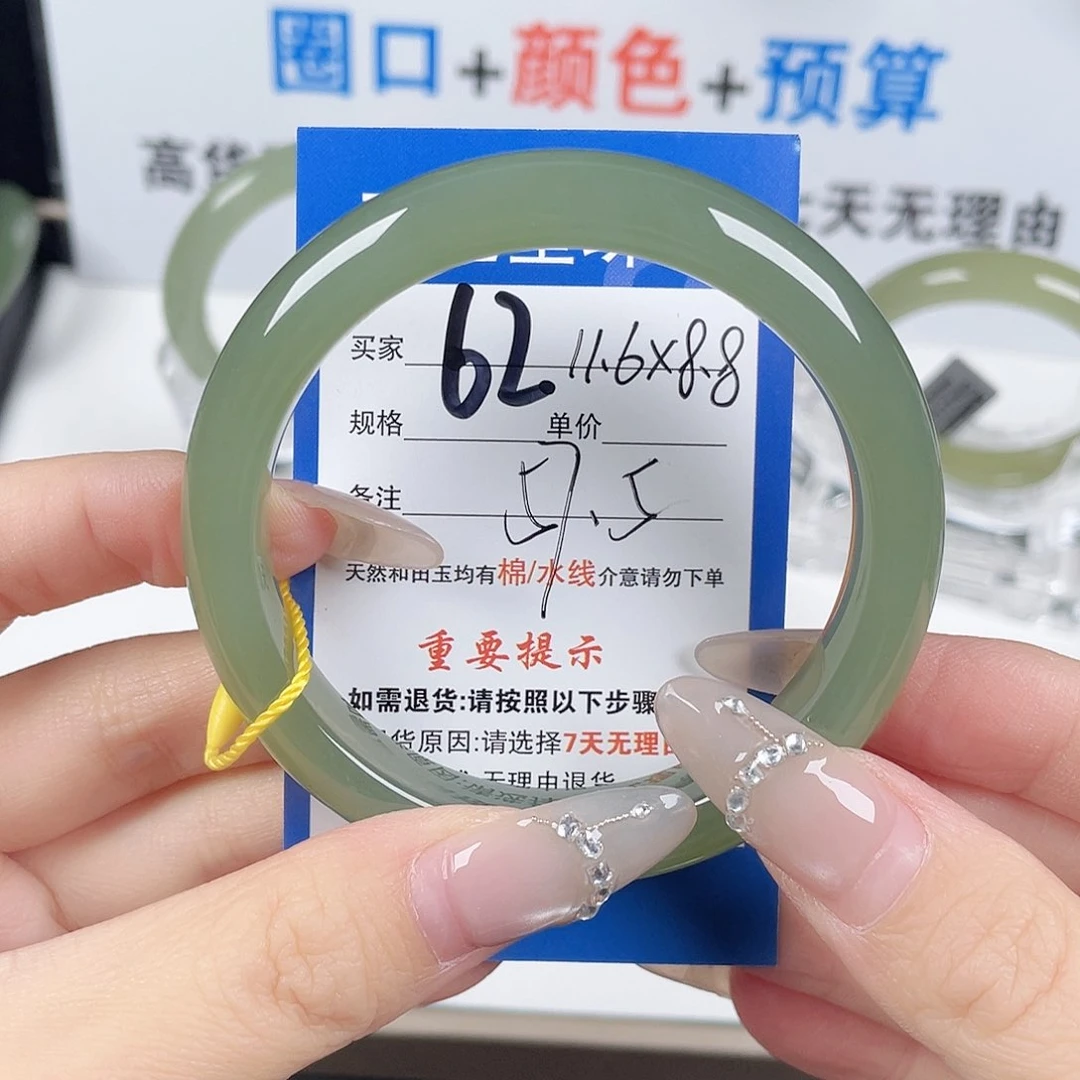 圈口+颜色+预算
高货
七天无理由
买家 62 11.6×8.8
规格 单价
备注
天然和田玉均有棉/水线介意请勿下单
重要提示
如需退货:请按照以下步骤
货原因:请选择7天无理由
无理由退货